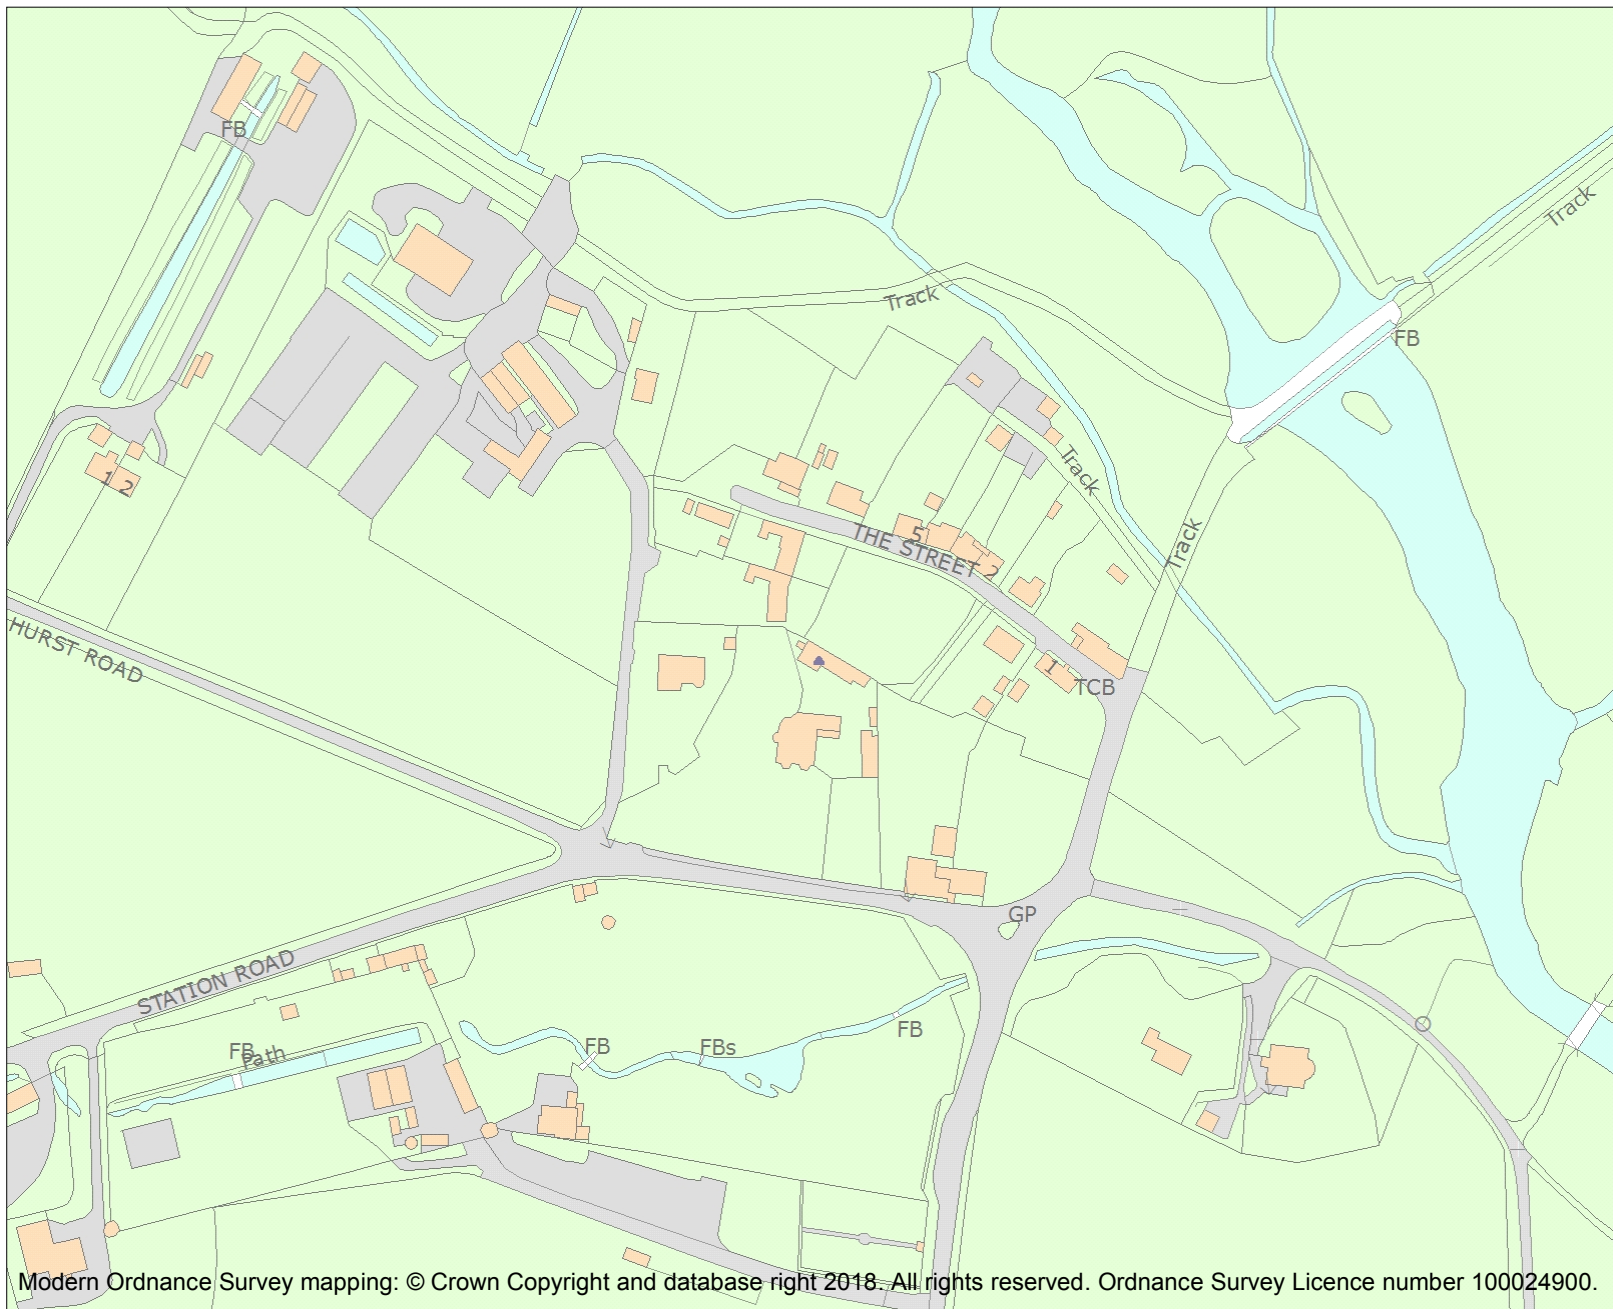 FB
Track
Track
FB
Track
1 2
THE STREET
5
2
Track
HURST ROAD
1
TCB
GP
STATION ROAD
FB
Path
FB
FBs
FB
Modern Ordnance Survey mapping: © Crown Copyright and database right 2018. All rights reserved. Ordnance Survey Licence number 100024900.